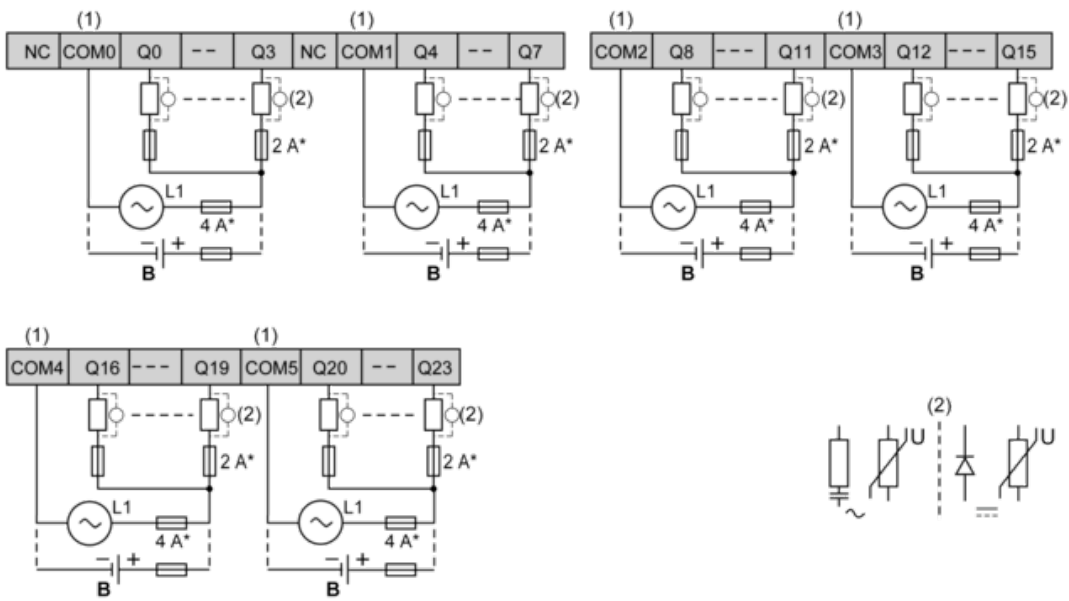 (1) (1) (1) (1)
NC COM0 Q0 -- Q3 NC COM1 Q4 -- Q7 COM2 Q8 --- Q11 COM3 Q12 --- Q15
(2) (2) (2) (2)
2 A* 2 A* 2 A* 2 A*
L1 L1 L1 L1
4 A* 4 A* 4 A* 4 A*
− + − + − + − +
B B B B
(1) (1)
COM4 Q16 --- Q19 COM5 Q20 -- Q23
(2) (2) (2)
U U
2 A* 2 A*
L1 L1
4 A* 4 A*
− + − +
B B